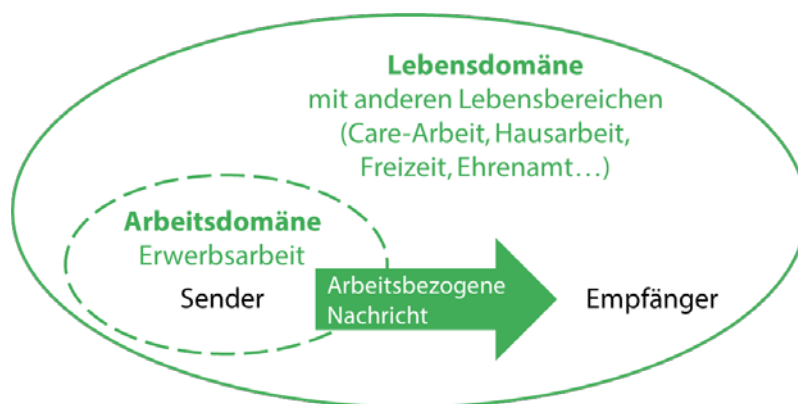 Lebensdomäne
mit anderen Lebensbereichen
(Care-Arbeit, Hausarbeit,
Freizeit, Ehrenamt…)
Arbeitsdomäne
Erwerbsarbeit
Sender
Arbeitsbezogene
Nachricht
Empfänger